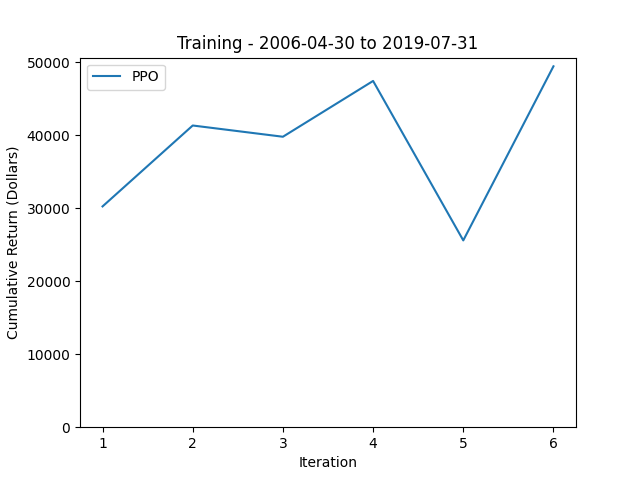 Training - 2006-04-30 to 2019-07-31
PPO
Cumulative Return (Dollars)
50000
40000
30000
20000
10000
0
1 2 3 4 5 6
Iteration